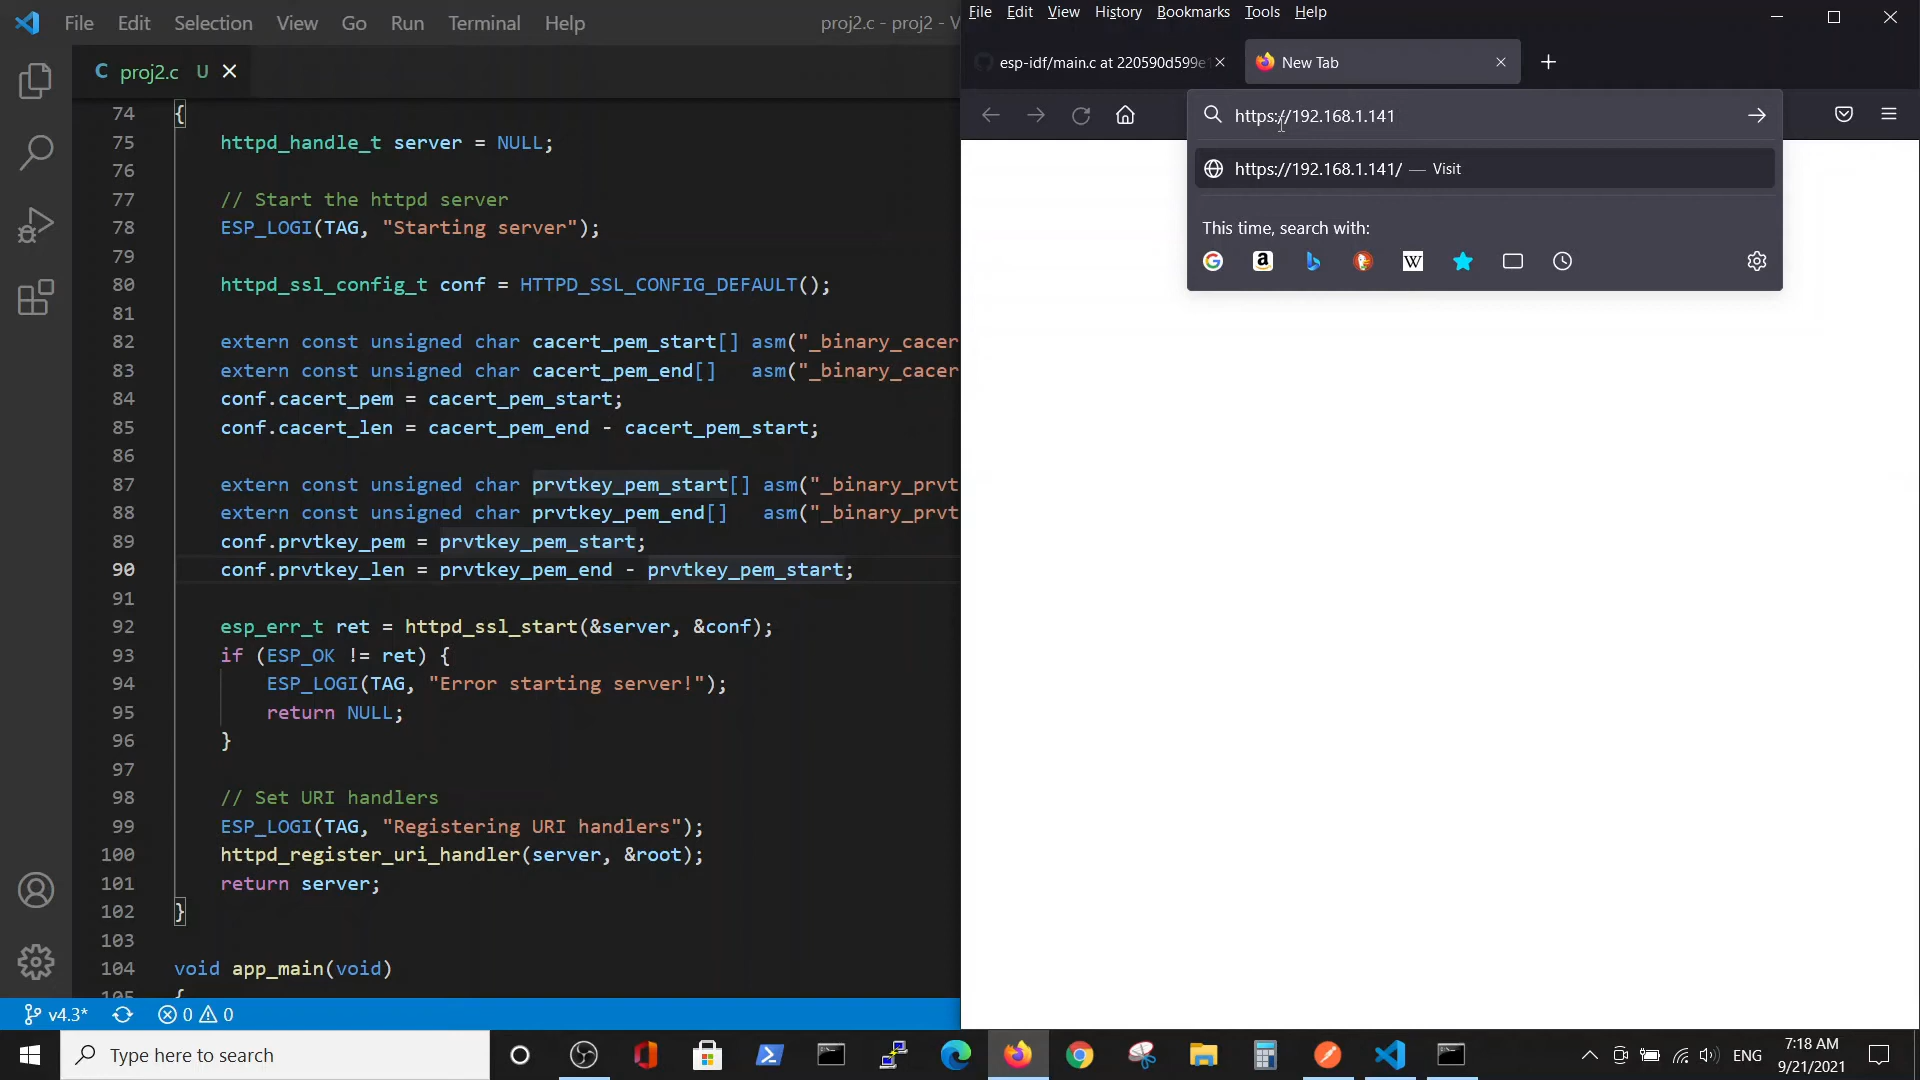 File Edit Selection View Go Run Terminal Help proj2.c - proj2 - V
C proj2.c U
74 {
75 httpd_handle_t server = NULL;
76
77 // Start the httpd server
78 ESP_LOGI(TAG, "Starting server");
79
80 httpd_ssl_config_t conf = HTTPD_SSL_CONFIG_DEFAULT();
81
82 extern const unsigned char cacert_pem_start[] asm("_binary_cacer
83 extern const unsigned char cacert_pem_end[]   asm("_binary_cacer
84 conf.cacert_pem = cacert_pem_start;
85 conf.cacert_len = cacert_pem_end - cacert_pem_start;
86
87 extern const unsigned char prvtkey_pem_start[] asm("_binary_prvt
88 extern const unsigned char prvtkey_pem_end[]   asm("_binary_prvt
89 conf.prvtkey_pem = prvtkey_pem_start;
90 conf.prvtkey_len = prvtkey_pem_end - prvtkey_pem_start;
91
92 esp_err_t ret = httpd_ssl_start(&server, &conf);
93 if (ESP_OK != ret) {
94 ESP_LOGI(TAG, "Error starting server!");
95 return NULL;
96 }
97
98 // Set URI handlers
99 ESP_LOGI(TAG, "Registering URI handlers");
100 httpd_register_uri_handler(server, &root);
101 return server;
102 }
103
104 void app_main(void)
105 {
v4.3* 0 0
File Edit View History Bookmarks Tools Help
esp-idf/main.c at 220590d599e
New Tab
https://192.168.1.141
https://192.168.1.141/ — Visit
This time, search with:
G a W
Type here to search
ENG
7:18 AM
9/21/2021